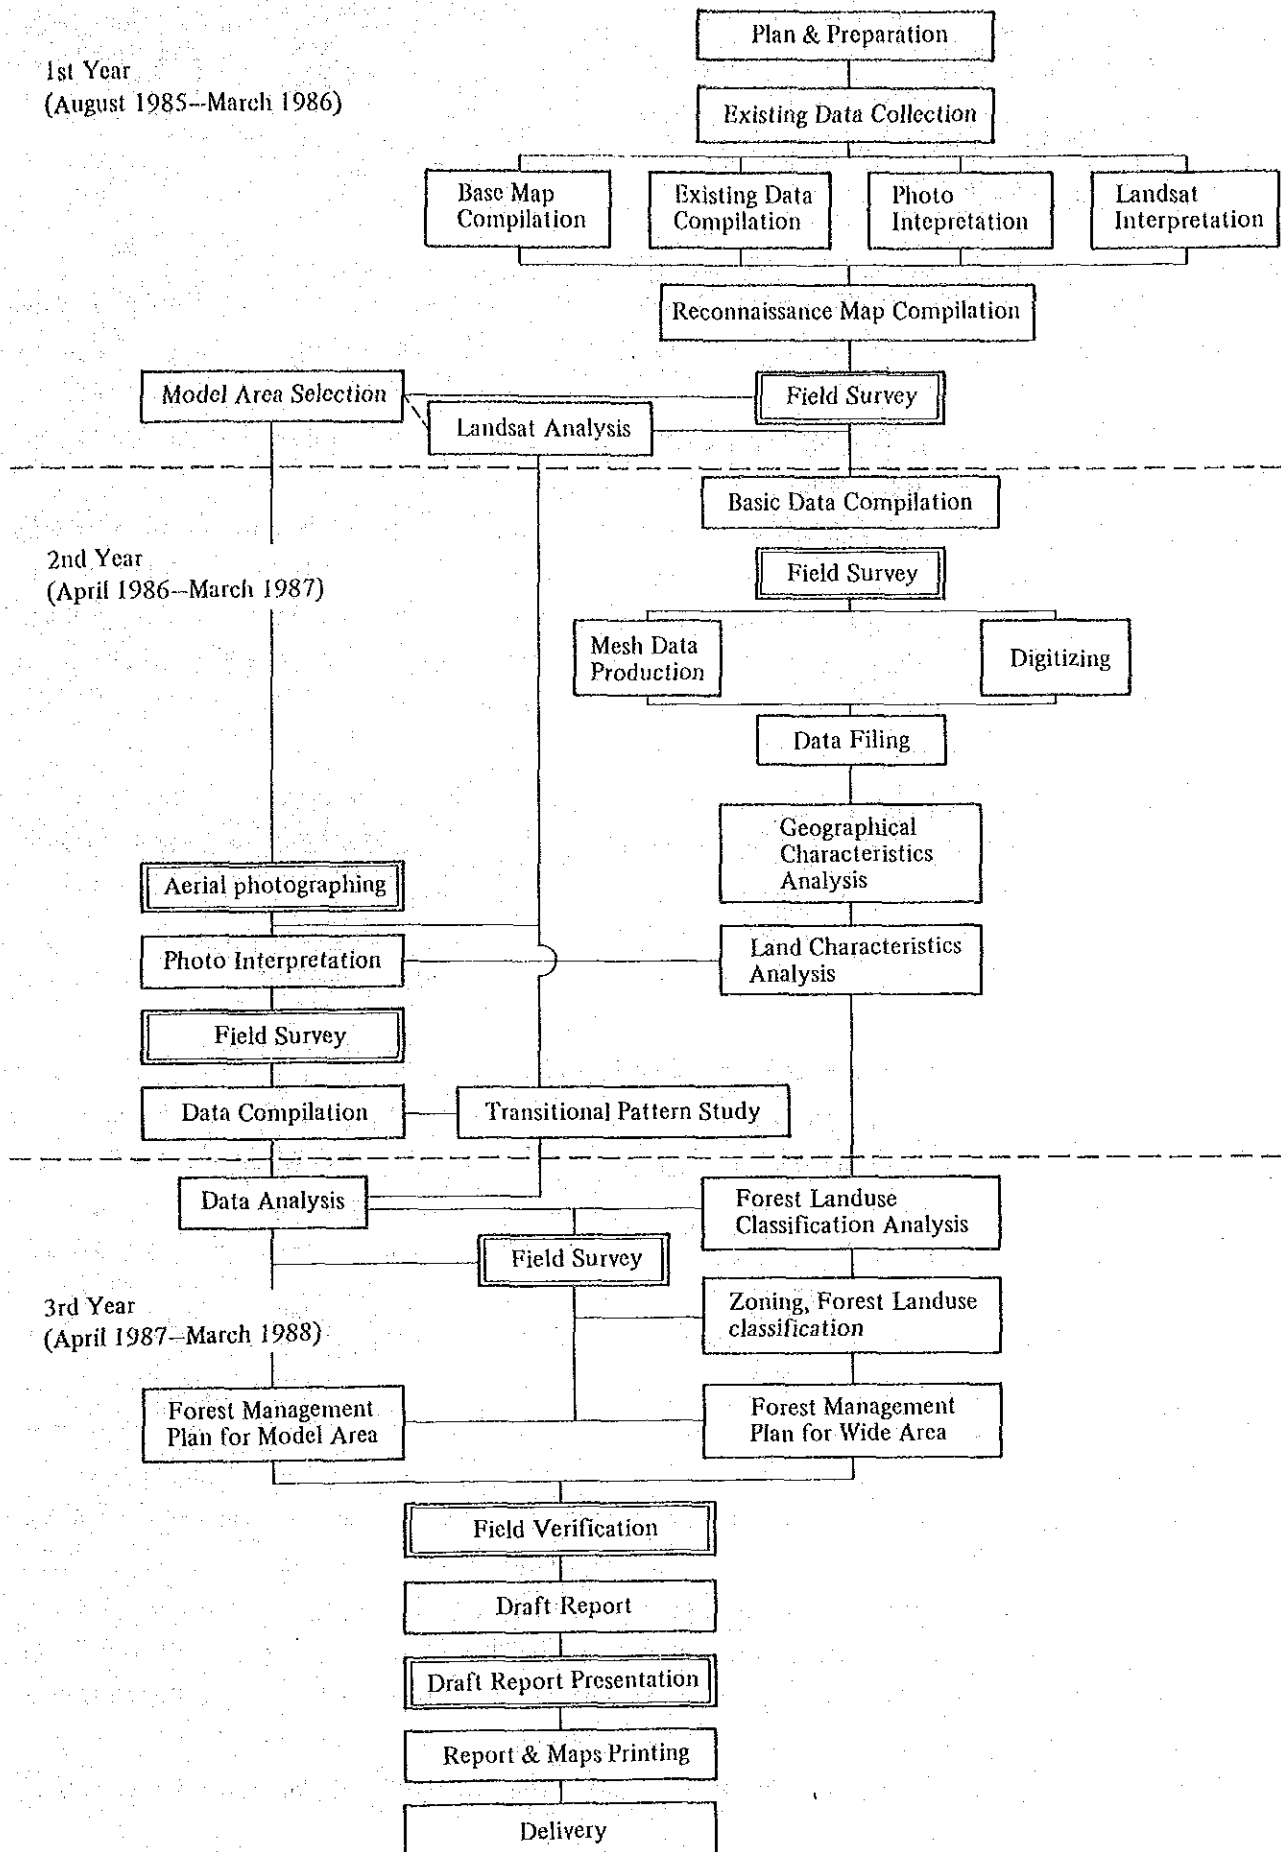 Plan & Preparation
1st Year
(August 1985–March 1986)
Existing Data Collection
Base Map
Compilation
Existing Data
Compilation
Photo
Intepretation
Landsat
Interpretation
Reconnaissance Map Compilation
Model Area Selection
Field Survey
Landsat Analysis
Basic Data Compilation
2nd Year
(April 1986–March 1987)
Field Survey
Mesh Data
Production
Digitizing
Data Filing
Geographical
Characteristics
Analysis
Aerial photographing
Photo Interpretation
Land Characteristics
Analysis
Field Survey
Data Compilation
Transitional Pattern Study
Data Analysis
Forest Landuse
Classification Analysis
Field Survey
3rd Year
(April 1987–March 1988)
Zoning, Forest Landuse
classification
Forest Management
Plan for Model Area
Forest Management
Plan for Wide Area
Field Verification
Draft Report
Draft Report Presentation
Report & Maps Printing
Delivery